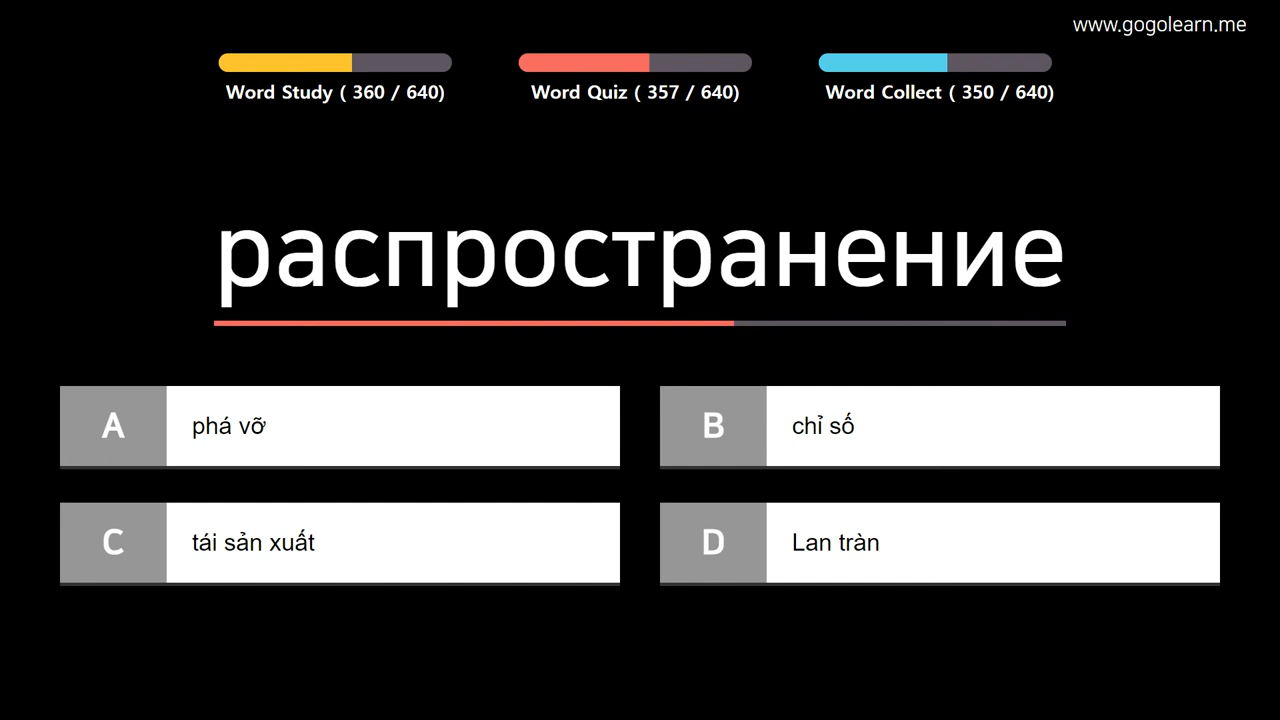 www.gogolearn.me
Word Study ( 360 / 640)
Word Quiz ( 357 / 640)
Word Collect ( 350 / 640)
распространение
A phá vỡ
B chỉ số
C tái sản xuất
D Lan tràn